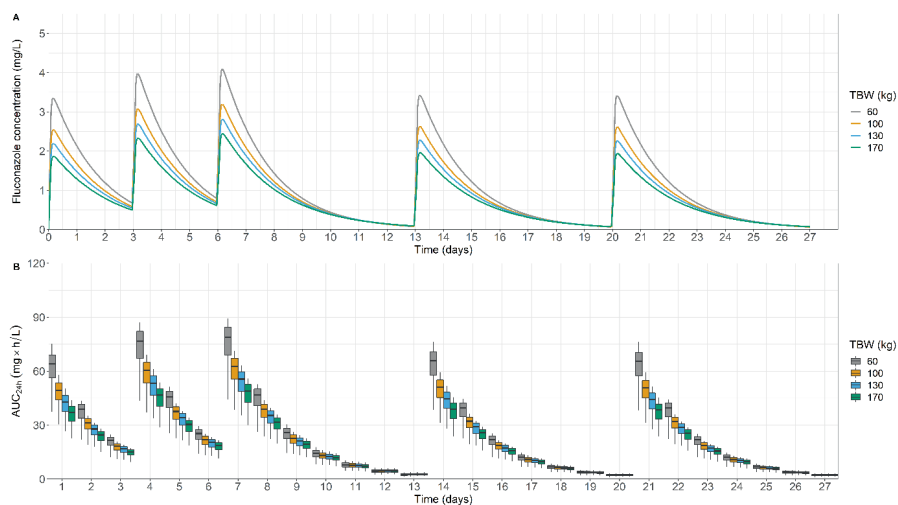 A
Fluconazole concentration (mg/L)
5
4
3
2
1
0
0 1 2 3 4 5 6 7 8 9 10 11 12 13 14 15 16 17 18 19 20 21 22 23 24 25 26 27
Time (days)
TBW (kg)
60
100
130
170
B
AUC24h (mg × h/L)
120
90
60
30
0
1 2 3 4 5 6 7 8 9 10 11 12 13 14 15 16 17 18 19 20 21 22 23 24 25 26 27
Time (days)
TBW (kg)
60
100
130
170